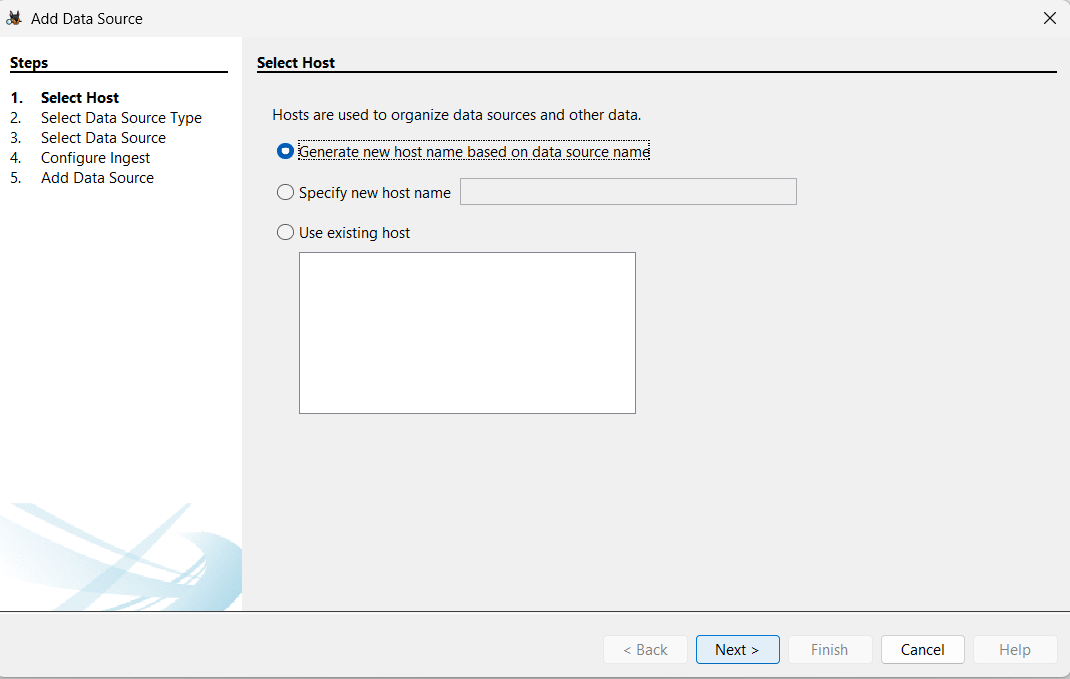 Add Data Source
Steps
1. Select Host
2. Select Data Source Type
3. Select Data Source
4. Configure Ingest
5. Add Data Source
Select Host
Hosts are used to organize data sources and other data.
Generate new host name based on data source name
Specify new host name
Use existing host
< Back
Next >
Finish
Cancel
Help